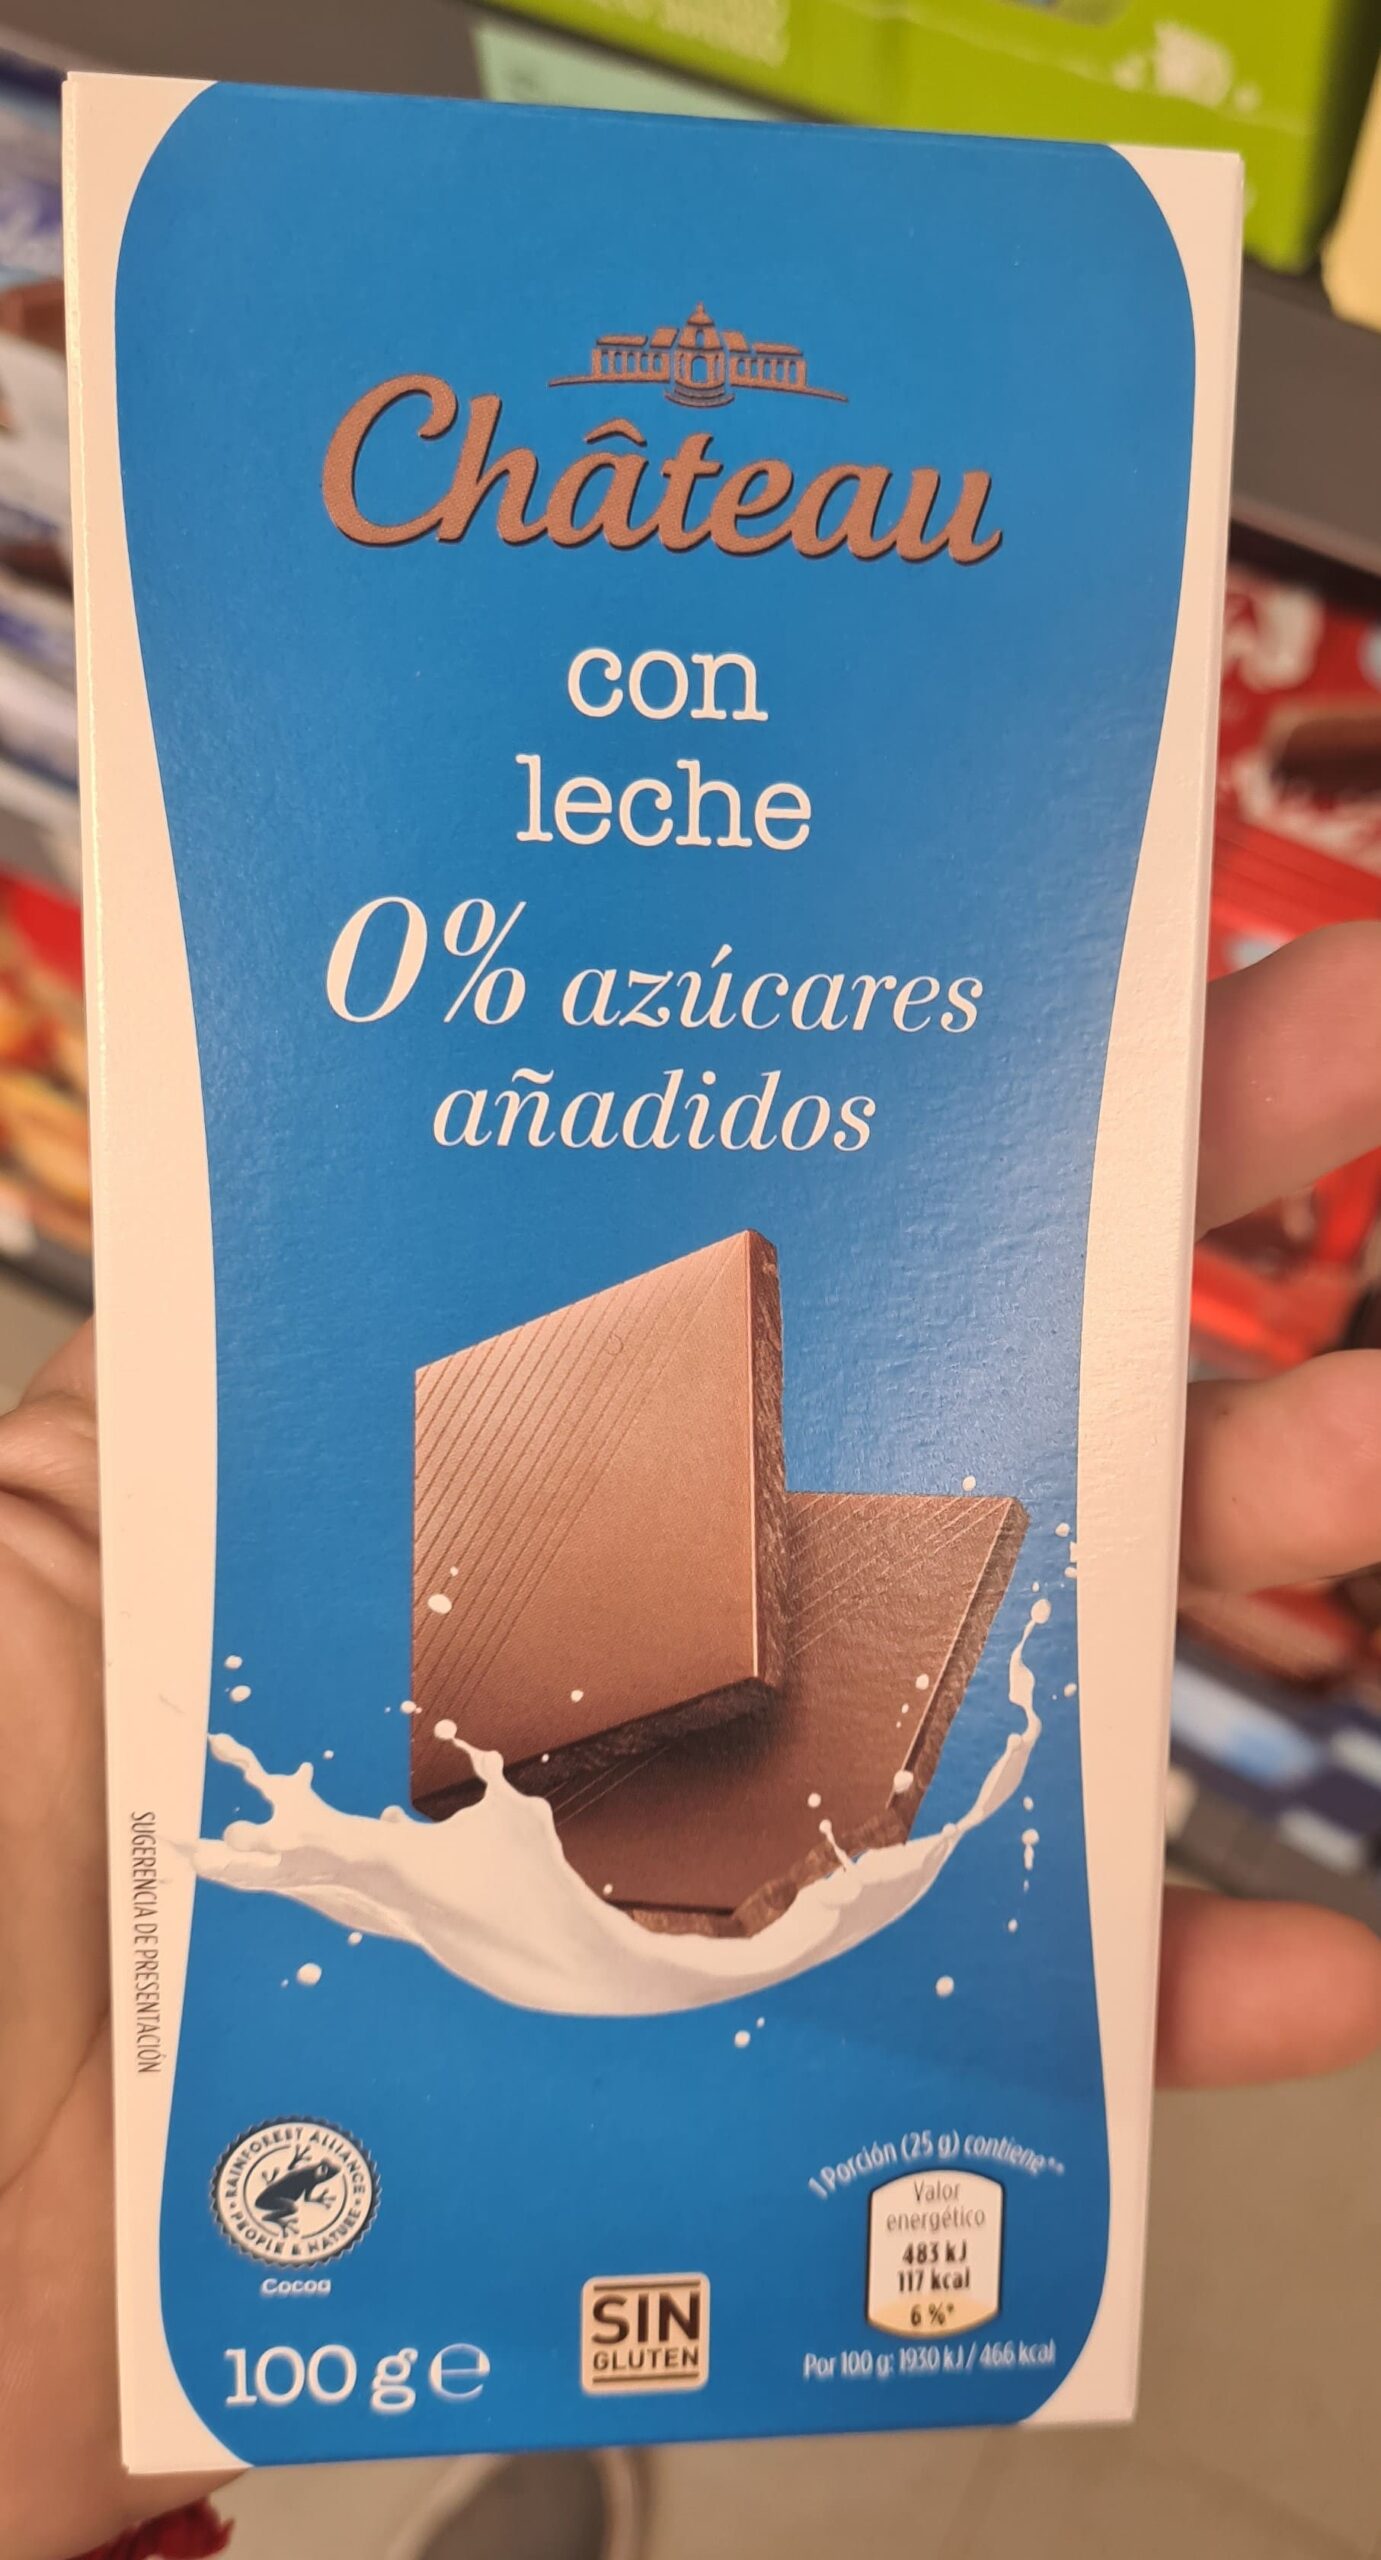 Château
con
leche
0% azúcares
añadidos
SUGERENCIA DE PRESENTACIÓN
RAINFOREST ALLIANCE
PEOPLE & NATURE
Cocoa
1 Porción (25 g) contiene**
Valor
energético
483 kJ
117 kcal
6 %*
Por 100 g: 1930 kJ / 466 kcal
SIN
GLUTEN
100 g e